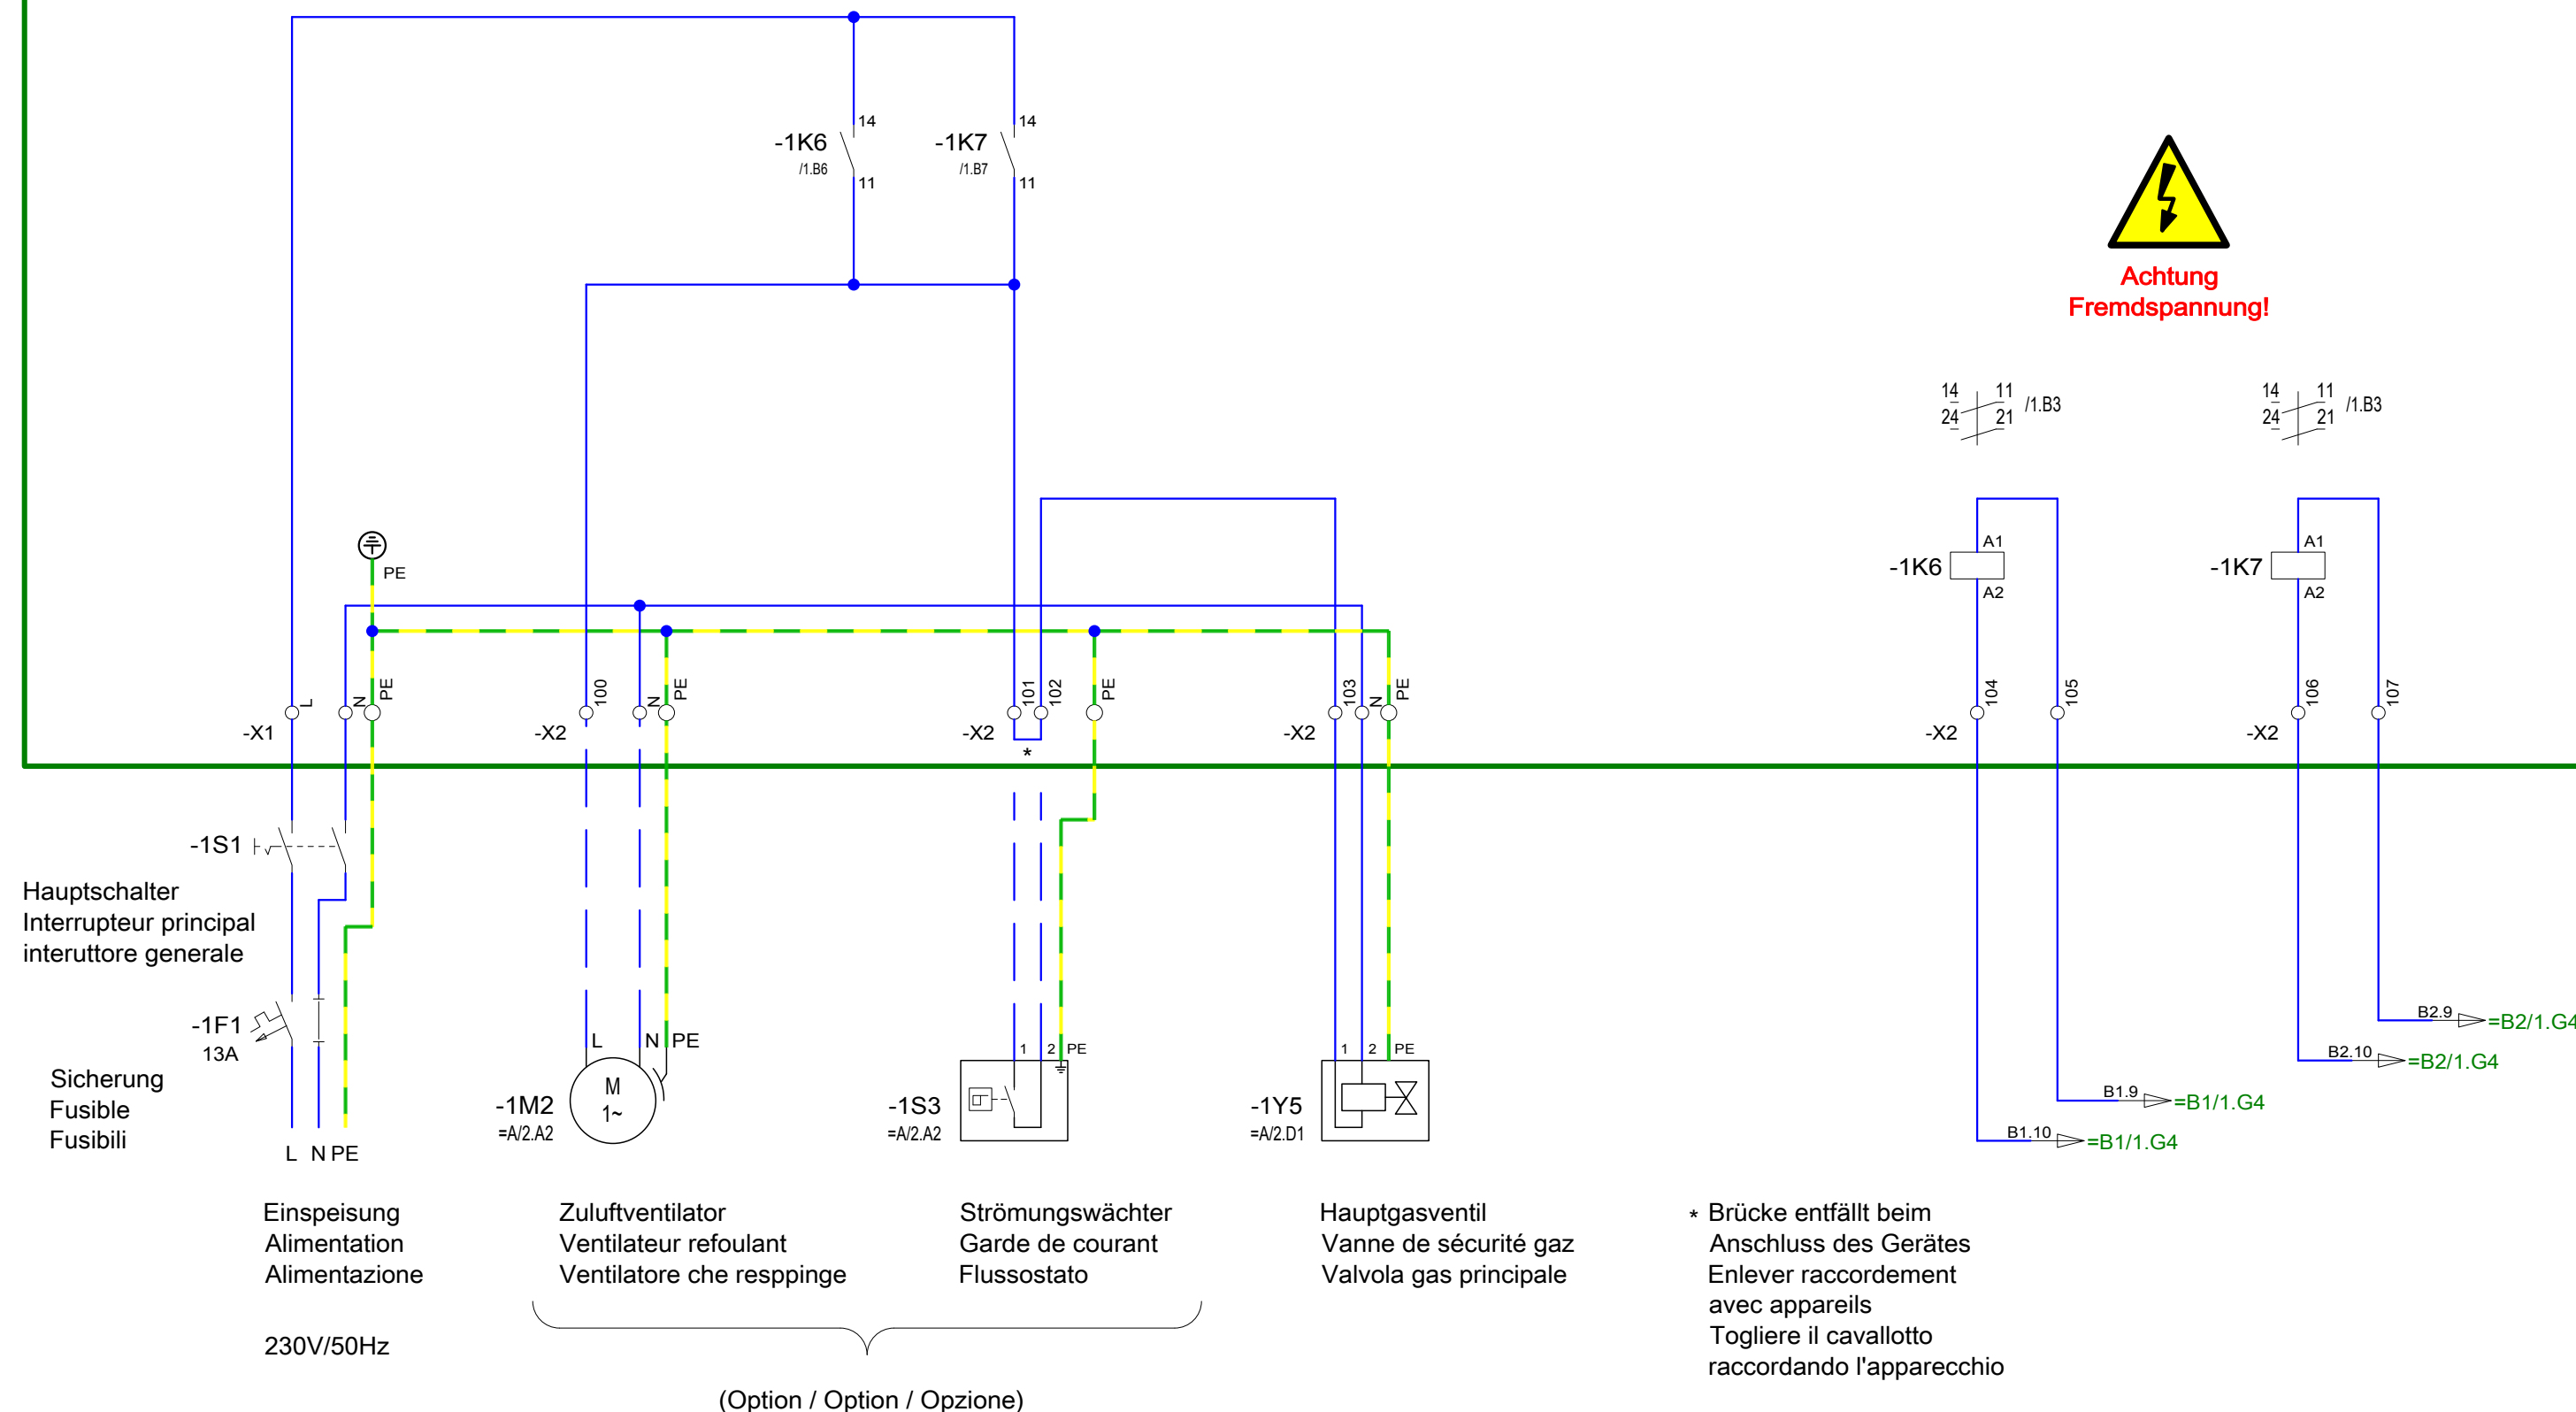 14
-1K6
/1.B6
11
14
-1K7
/1.B7
11
Achtung
Fremdspannung!
14 11
24 21
/1.B3
14 11
24 21
/1.B3
PE
A1
-1K6
A2
A1
-1K7
A2
L
N
PE
-X1
100
N
PE
-X2
101
102
PE
-X2
*
103
N
PE
-X2
104
105
-X2
106
107
-X2
-1S1
Hauptschalter
Interrupteur principal
interuttore generale
-1F1
13A
Sicherung
Fusible
Fusibili
L N PE
L N PE
M
1~
-1M2
=A/2.A2
1 2 PE
-1S3
=A/2.A2
1 2 PE
-1Y5
=A/2.D1
B2.9 =B2/1.G4
B2.10 =B2/1.G4
B1.9 =B1/1.G4
B1.10 =B1/1.G4
Einspeisung
Alimentation
Alimentazione
230V/50Hz
Zuluftventilator
Ventilateur refoulant
Ventilatore che resppinge
Strömungswächter
Garde de courant
Flussostato
(Option / Option / Opzione)
Hauptgasventil
Vanne de sécurité gaz
Valvola gas principale
* Brücke entfällt beim
Anschluss des Gerätes
Enlever raccordement
avec appareils
Togliere il cavallotto
raccordando l'apparecchio